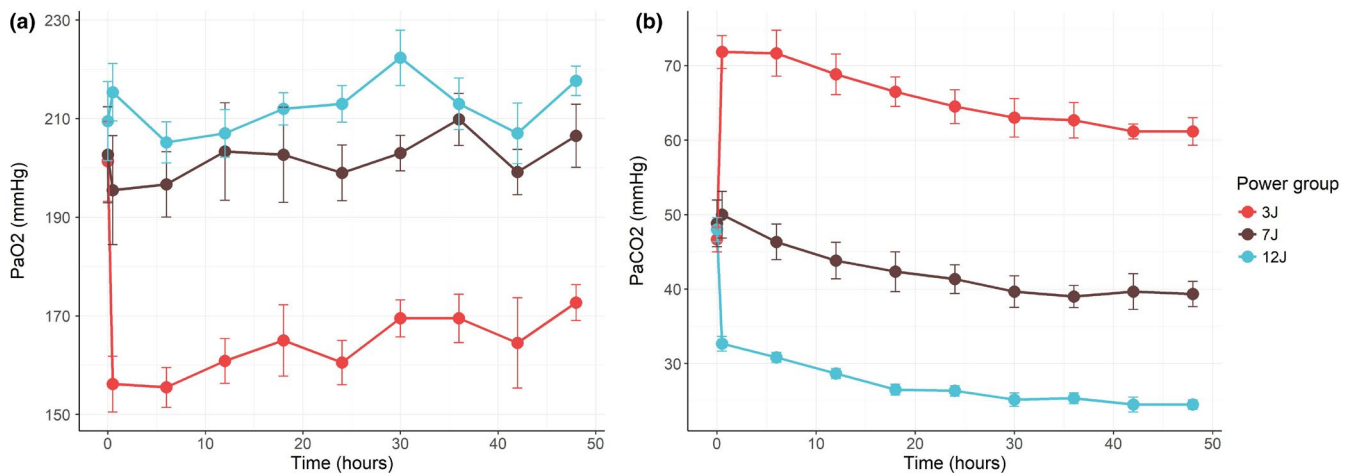 (a)
PaO2 (mmHg)
230
210
190
170
150
0 10 20 30 40 50
Time (hours)
(b)
PaCO2 (mmHg)
70
60
50
40
30
0 10 20 30 40 50
Time (hours)
Power group
3J
7J
12J